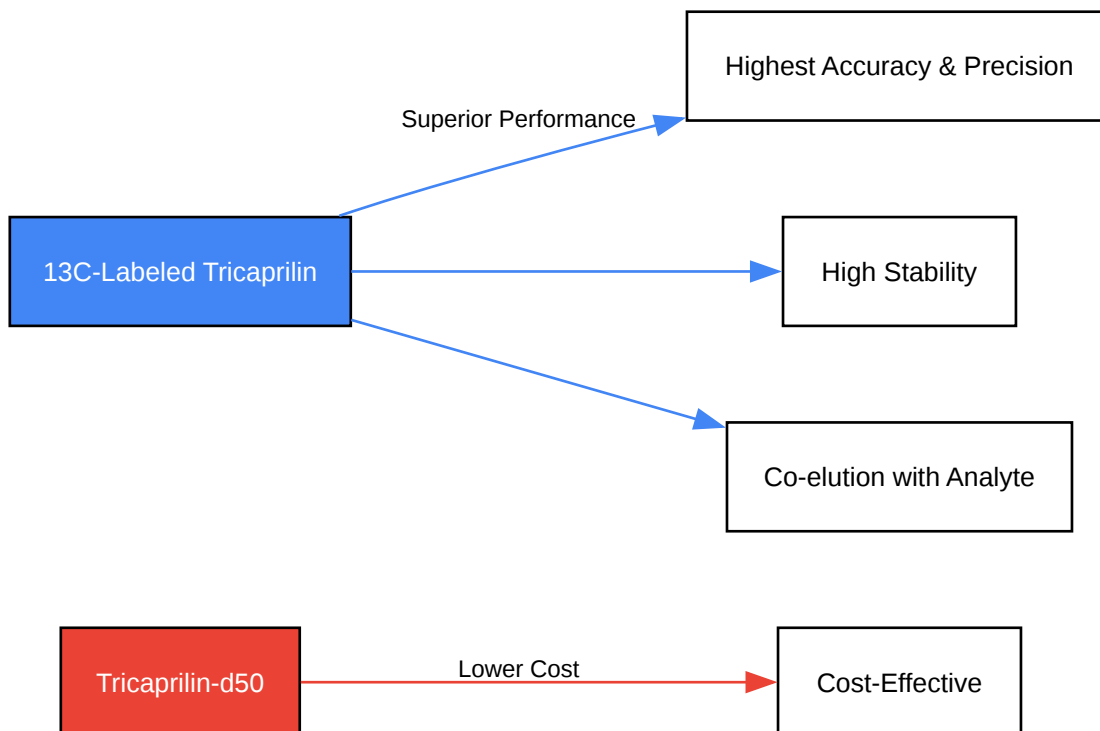 Highest Accuracy & Precision
Superior Performance
13C-Labeled Tricaprilin
High Stability
Co-elution with Analyte
Tricaprilin-d50
Lower Cost
Cost-Effective